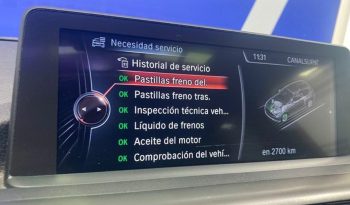 Necesidad servicio
11:31
Historial de servicio
OK Pastillas freno del.
OK Pastillas freno tras.
OK Inspección técnica veh...
OK Líquido de frenos
OK Aceite del motor
OK Comprobación del vehí...
en 2700 km